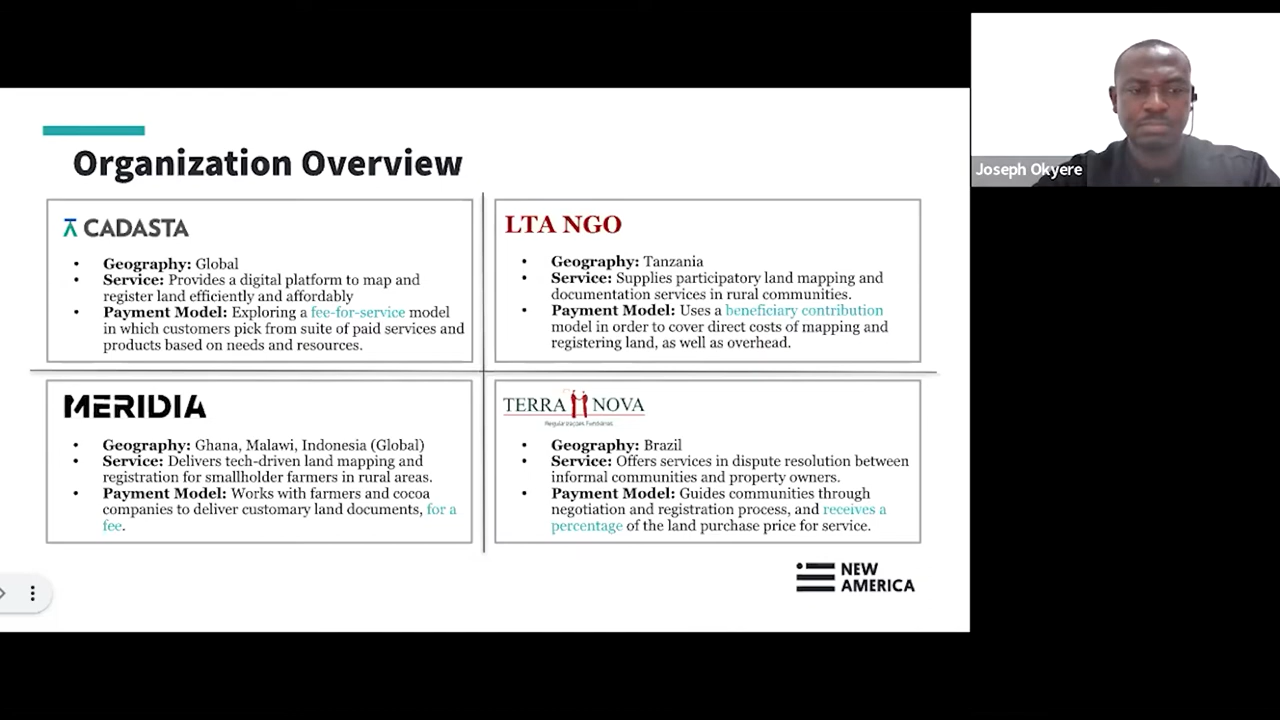 Organization Overview
CADASTA
• Geography: Global
• Service: Provides a digital platform to map and
register land efficiently and affordably
• Payment Model: Exploring a fee-for-service model
in which customers pick from suite of paid services and
products based on needs and resources.
LTA NGO
• Geography: Tanzania
• Service: Supplies participatory land mapping and
documentation services in rural communities.
• Payment Model: Uses a beneficiary contribution
model in order to cover direct costs of mapping and
registering land, as well as overhead.
MERIDIA
• Geography: Ghana, Malawi, Indonesia (Global)
• Service: Delivers tech-driven land mapping and
registration for smallholder farmers in rural areas.
• Payment Model: Works with farmers and cocoa
companies to deliver customary land documents, for a
fee.
TERRA NOVA
Regularizações Fundiárias
• Geography: Brazil
• Service: Offers services in dispute resolution between
informal communities and property owners.
• Payment Model: Guides communities through
negotiation and registration process, and receives a
percentage of the land purchase price for service.
NEW
AMERICA
Joseph Okyere